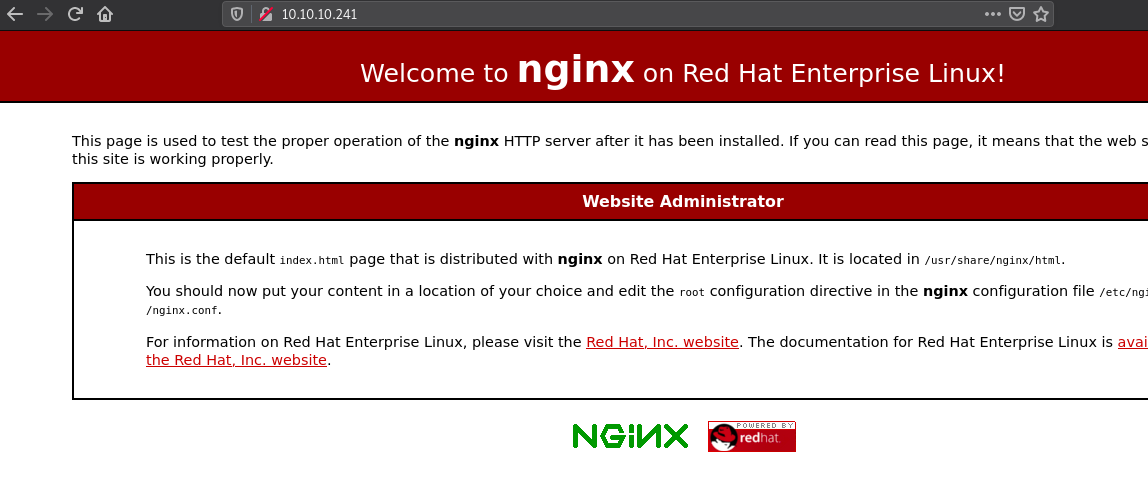 10.10.10.241
Welcome to nginx on Red Hat Enterprise Linux!
This page is used to test the proper operation of the nginx HTTP server after it has been installed. If you can read this page, it means that the web s
this site is working properly.
Website Administrator
This is the default index.html page that is distributed with nginx on Red Hat Enterprise Linux. It is located in /usr/share/nginx/html.
You should now put your content in a location of your choice and edit the root configuration directive in the nginx configuration file /etc/ngi
/nginx.conf.
For information on Red Hat Enterprise Linux, please visit the Red Hat, Inc. website. The documentation for Red Hat Enterprise Linux is avai
the Red Hat, Inc. website.
NGiNX
POWERED BY
redhat.